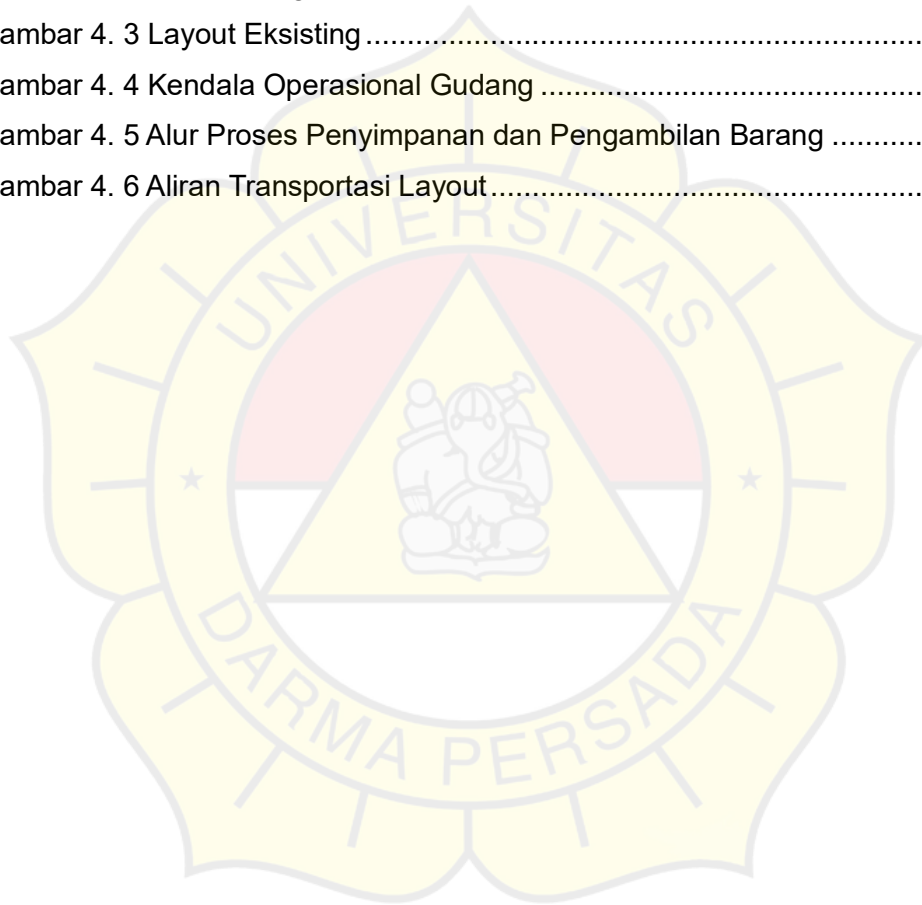 ambar 4. 3 Layout Eksisting
ambar 4. 4 Kendala Operasional Gudang
ambar 4. 5 Alur Proses Penyimpanan dan Pengambilan Barang
ambar 4. 6 Aliran Transportasi Layout
UNIVERSITAS
DARMA PERSADA